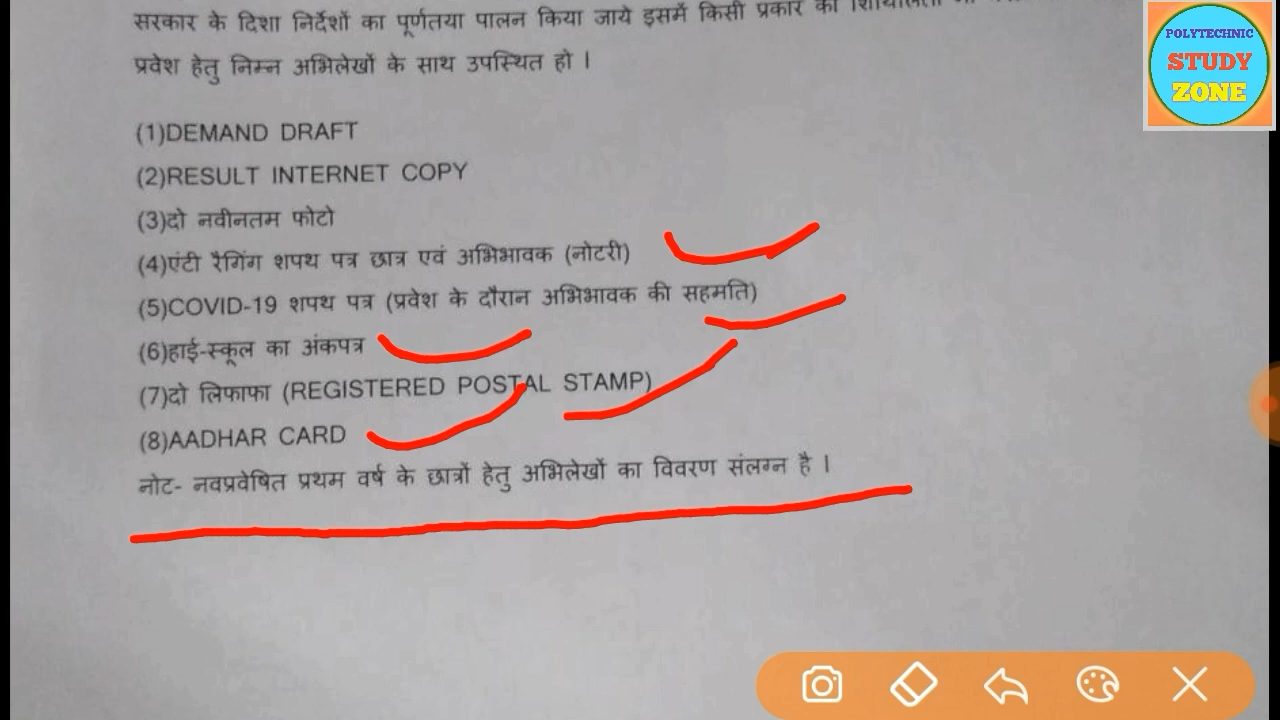 सरकार के दिशा निर्देशों का पूर्णतया पालन किया जाये इसमें किसी प्रकार की
प्रवेश हेतु निम्न अभिलेखों के साथ उपस्थित हो ।
(1)DEMAND DRAFT
(2)RESULT INTERNET COPY
(3)दो नवीनतम फोटो
(4)एंटी रैगिंग शपथ पत्र छात्र एवं अभिभावक (नोटरी)
(5)COVID-19 शपथ पत्र (प्रवेश के दौरान अभिभावक की सहमति)
(6)हाई-स्कूल का अंकपत्र
(7)दो लिफाफा (REGISTERED POSTAL STAMP)
(8)AADHAR CARD
नोट- नवप्रवेषित प्रथम वर्ष के छात्रों हेतु अभिलेखों का विवरण संलग्न है ।
POLYTECHNIC
STUDY
ZONE